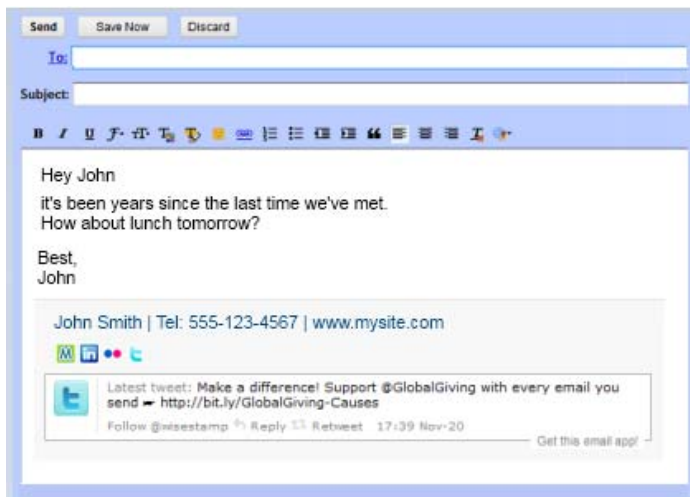 Send Save Now Discard
To:
Subject:
B I U
Hey John
it's been years since the last time we've met.
How about lunch tomorrow?
Best,
John
John Smith | Tel: 555-123-4567 | www.mysite.com
M in t
t Latest tweet: Make a difference! Support @GlobalGiving with every email you
send ➨ http://bit.ly/GlobalGiving-Causes
Follow @wisestamp Reply Retweet 17:39 Nov-20
Get this email app!